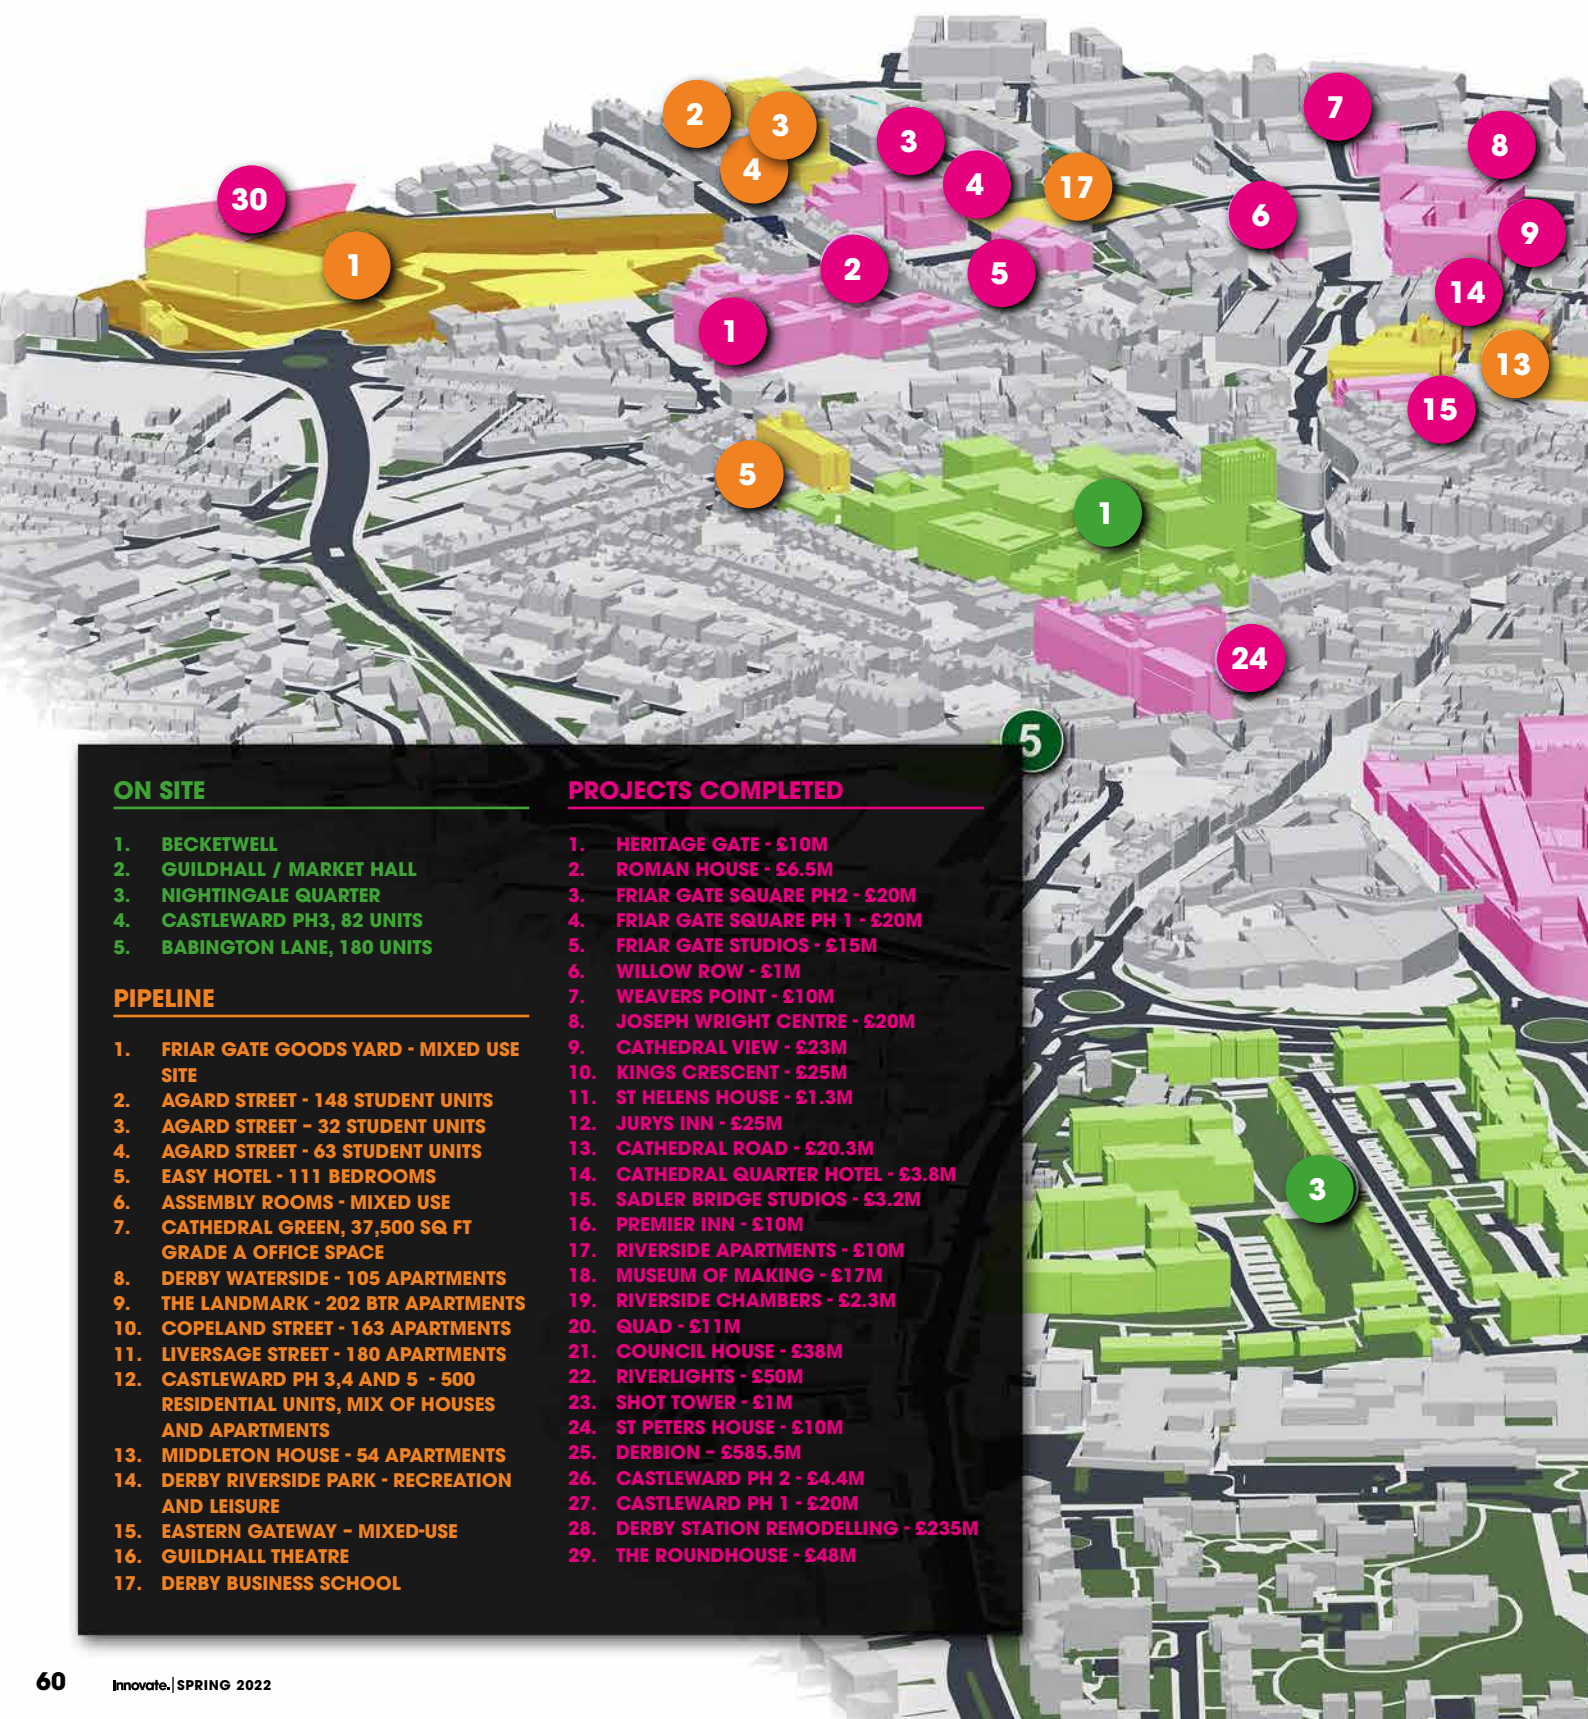 2
3
4
3
4
17
7
8
6
9
30
1
2
5
1
14
13
15
5
1
24
5
3
ON SITE
1. BECKETWELL
2. GUILDHALL / MARKET HALL
3. NIGHTINGALE QUARTER
4. CASTLEWARD PH3, 82 UNITS
5. BABINGTON LANE, 180 UNITS
PIPELINE
1. FRIAR GATE GOODS YARD - MIXED USE
SITE
2. AGARD STREET - 148 STUDENT UNITS
3. AGARD STREET – 32 STUDENT UNITS
4. AGARD STREET - 63 STUDENT UNITS
5. EASY HOTEL - 111 BEDROOMS
6. ASSEMBLY ROOMS - MIXED USE
7. CATHEDRAL GREEN, 37,500 SQ FT
GRADE A OFFICE SPACE
8. DERBY WATERSIDE - 105 APARTMENTS
9. THE LANDMARK - 202 BTR APARTMENTS
10. COPELAND STREET - 163 APARTMENTS
11. LIVERSAGE STREET - 180 APARTMENTS
12. CASTLEWARD PH 3,4 AND 5 - 500
RESIDENTIAL UNITS, MIX OF HOUSES
AND APARTMENTS
13. MIDDLETON HOUSE - 54 APARTMENTS
14. DERBY RIVERSIDE PARK - RECREATION
AND LEISURE
15. EASTERN GATEWAY – MIXED-USE
16. GUILDHALL THEATRE
17. DERBY BUSINESS SCHOOL
PROJECTS COMPLETED
1. HERITAGE GATE - £10M
2. ROMAN HOUSE - £6.5M
3. FRIAR GATE SQUARE PH2 - £20M
4. FRIAR GATE SQUARE PH 1 - £20M
5. FRIAR GATE STUDIOS - £15M
6. WILLOW ROW - £1M
7. WEAVERS POINT - £10M
8. JOSEPH WRIGHT CENTRE - £20M
9. CATHEDRAL VIEW - £23M
10. KINGS CRESCENT - £25M
11. ST HELENS HOUSE - £1.3M
12. JURYS INN - £25M
13. CATHEDRAL ROAD - £20.3M
14. CATHEDRAL QUARTER HOTEL - £3.8M
15. SADLER BRIDGE STUDIOS - £3.2M
16. PREMIER INN - £10M
17. RIVERSIDE APARTMENTS - £10M
18. MUSEUM OF MAKING - £17M
19. RIVERSIDE CHAMBERS - £2.3M
20. QUAD - £11M
21. COUNCIL HOUSE - £38M
22. RIVERLIGHTS - £50M
23. SHOT TOWER - £1M
24. ST PETERS HOUSE - £10M
25. DERBION – £585.5M
26. CASTLEWARD PH 2 - £4.4M
27. CASTLEWARD PH 1 - £20M
28. DERBY STATION REMODELLING - £235M
29. THE ROUNDHOUSE - £48M
60 Innovate. | SPRING 2022